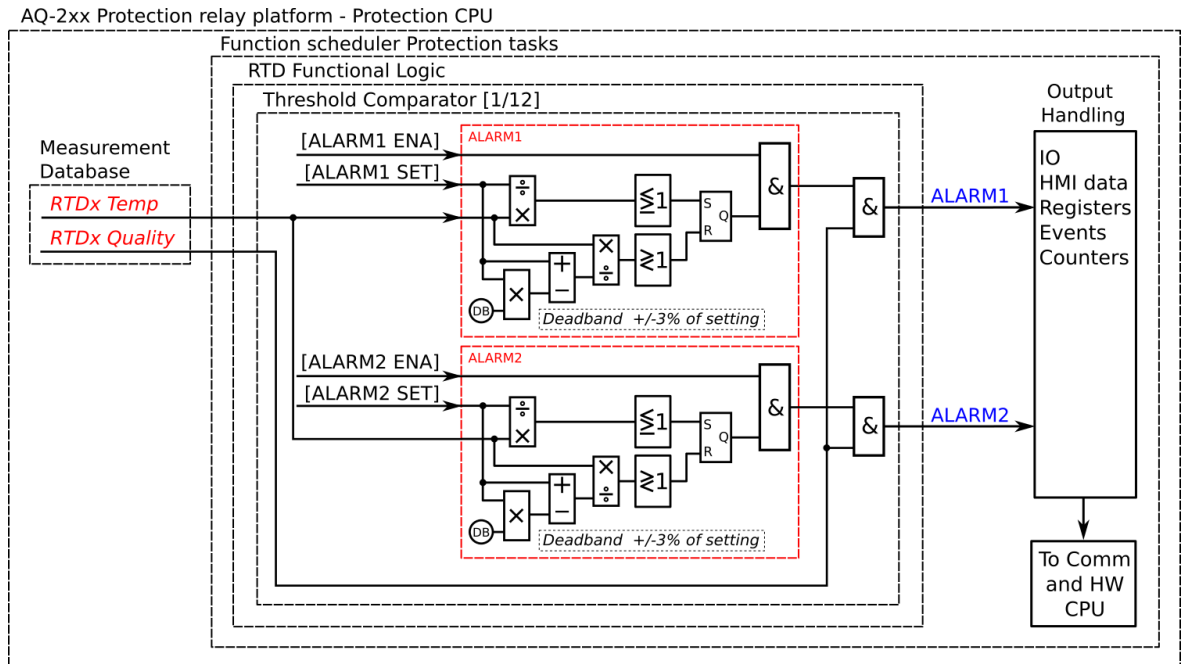 AQ-2xx Protection relay platform - Protection CPU
Function scheduler Protection tasks
RTD Functional Logic
Threshold Comparator [1/12]
Measurement
Database
RTDx Temp
RTDx Quality
[ALARM1 ENA]
[ALARM1 SET]
ALARM1
÷
×
≦1
S
Q
R
&
×
÷
≷1
+
−
×
DB
Deadband +/-3% of setting
&
ALARM1
[ALARM2 ENA]
[ALARM2 SET]
ALARM2
÷
×
≦1
S
Q
R
&
×
÷
≷1
+
−
×
DB
Deadband +/-3% of setting
&
ALARM2
Output
Handling
IO
HMI data
Registers
Events
Counters
To Comm
and HW
CPU